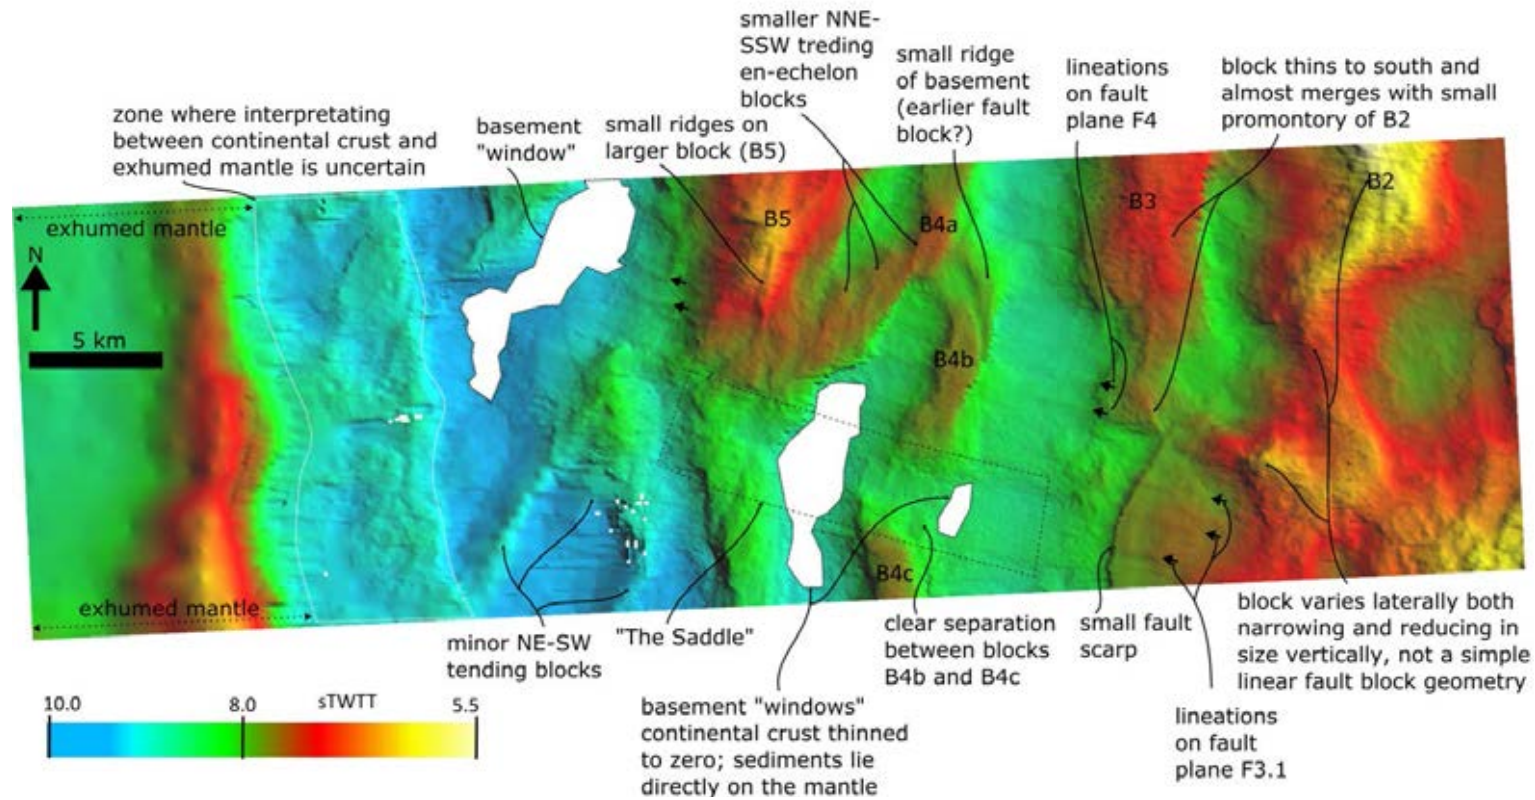 smaller NNE-
SSW treding
en-echelon
blocks
small ridge
of basement
(earlier fault
block?)
lineations
on fault
plane F4
block thins to south and
almost merges with small
promontory of B2
zone where interpretating
between continental crust and
exhumed mantle is uncertain
basement
"window"
small ridges on
larger block (B5)
exhumed mantle
N
5 km
B5
B4a
B3
B2
B4b
B4c
exhumed mantle
minor NE-SW
tending blocks
"The Saddle"
clear separation
between blocks
B4b and B4c
small fault
scarp
block varies laterally both
narrowing and reducing in
size vertically, not a simple
linear fault block geometry
basement "windows"
continental crust thinned
to zero; sediments lie
directly on the mantle
lineations
on fault
plane F3.1
10.0 8.0 sTWTT 5.5